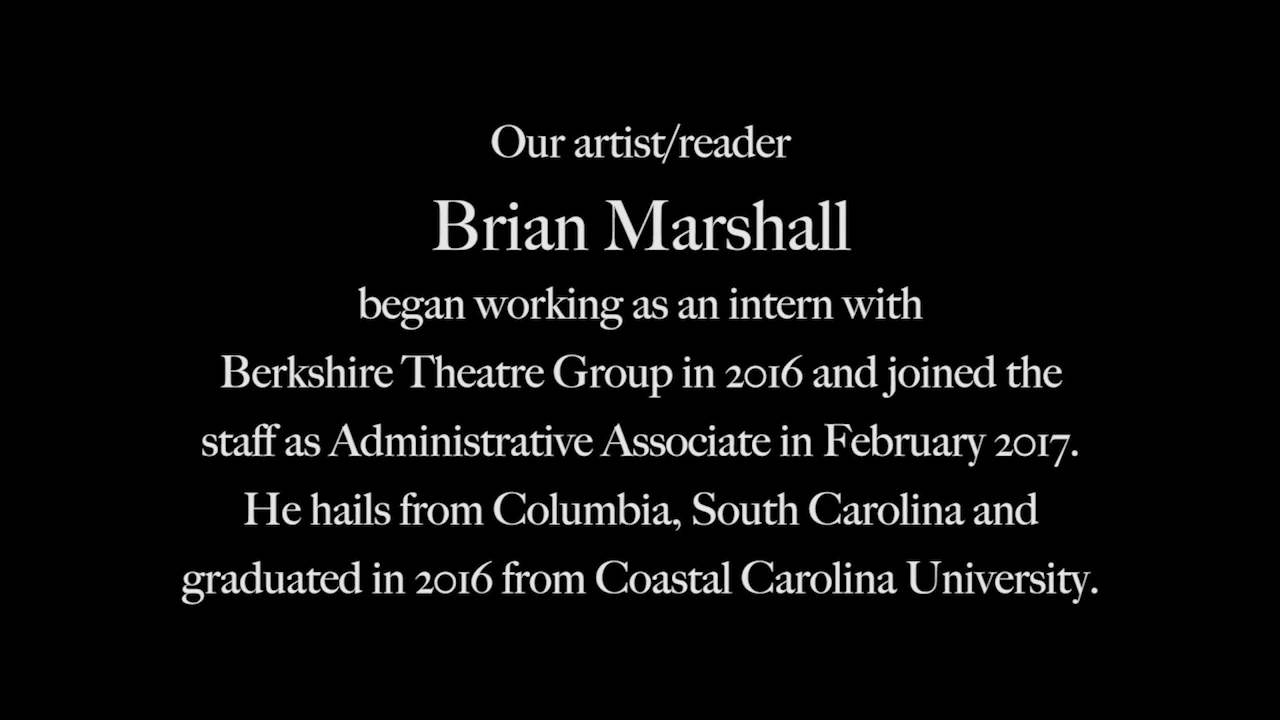 Our artist/reader
Brian Marshall
began working as an intern with
Berkshire Theatre Group in 2016 and joined the
staff as Administrative Associate in February 2017.
He hails from Columbia, South Carolina and
graduated in 2016 from Coastal Carolina University.